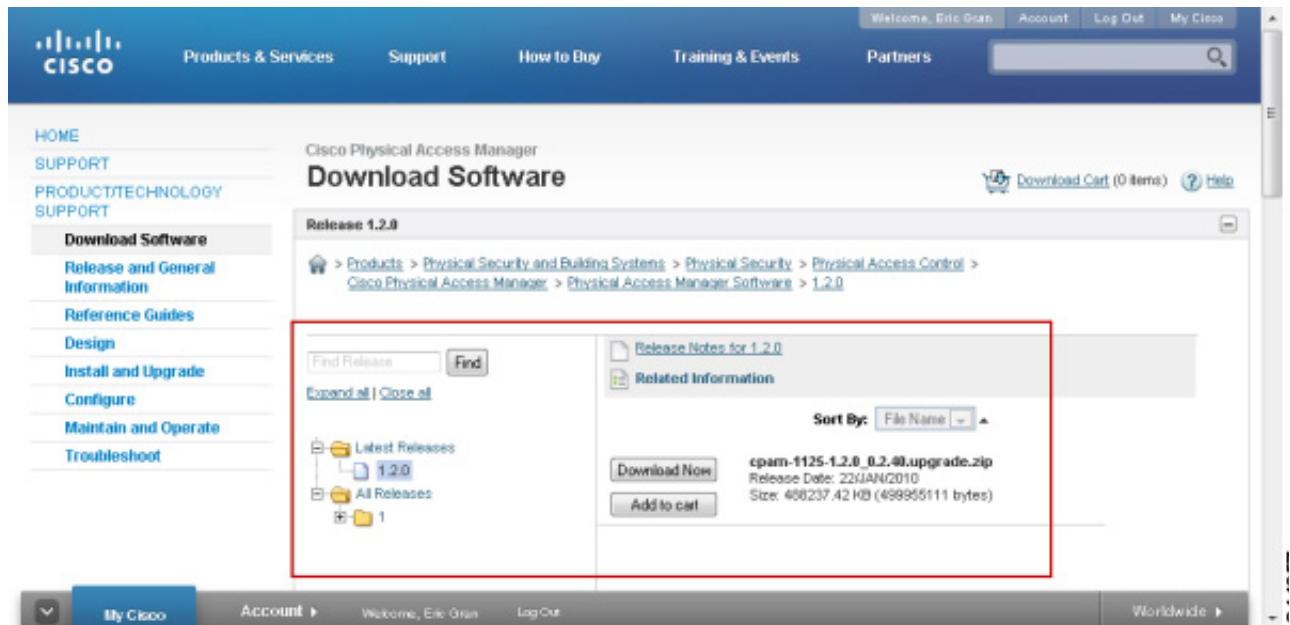 Welcome, Eric Gran Account Log Out My Cisco
CISCO
Products & Services Support How to Buy Training & Events Partners
HOME
SUPPORT
PRODUCT/TECHNOLOGY
SUPPORT
Download Software
Release and General
Information
Reference Guides
Design
Install and Upgrade
Configure
Maintain and Operate
Troubleshoot
Cisco Physical Access Manager
Download Software
Download Cart (0 items) ? Help
Release 1.2.0
> Products > Physical Security and Building Systems > Physical Security > Physical Access Control >
Cisco Physical Access Manager > Physical Access Manager Software > 1.2.0
Find Release Find
Expand all | Close all
Latest Releases
1.2.0
All Releases
1
Release Notes for 1.2.0
Related Information
Sort By: File Name
Download Now
Add to cart
cpam-1125-1.2.0_0.2.40.upgrade.zip
Release Date: 22/JAN/2010
Size: 488237.42 KB (499955111 bytes)
My Cisco Account Welcome, Eric Gran Log Out Worldwide